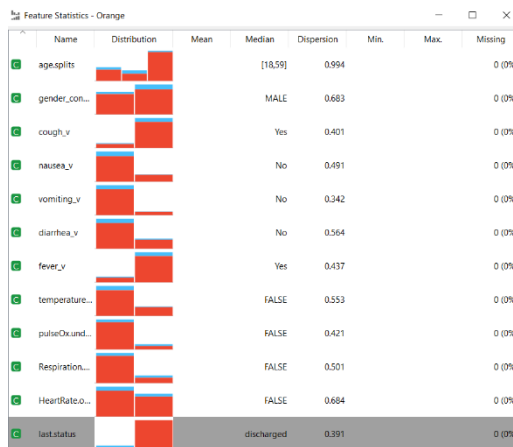 Feature Statistics - Orange
Name Distribution Mean Median Dispersion Min. Max. Missing
C age.splits [18,59] 0.994 0 (0%
C gender_con... MALE 0.683 0 (0%
C cough_v Yes 0.401 0 (0%
C nausea_v No 0.491 0 (0%
C vomiting_v No 0.342 0 (0%
C diarrhea_v No 0.564 0 (0%
C fever_v Yes 0.437 0 (0%
C temperature... FALSE 0.553 0 (0%
C pulseOx.und... FALSE 0.421 0 (0%
C Respiration.... FALSE 0.501 0 (0%
C HeartRate.o... FALSE 0.684 0 (0%
C last.status discharged 0.391 0 (0%